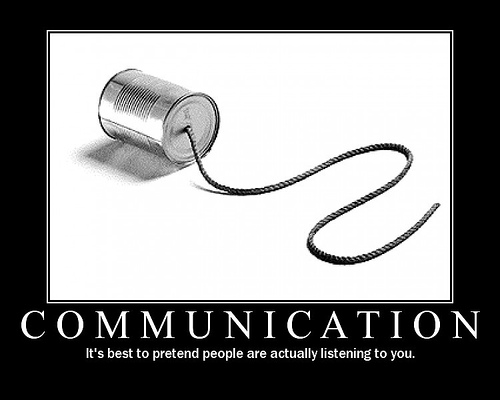 COMMUNICATION
It's best to pretend people are actually listening to you.